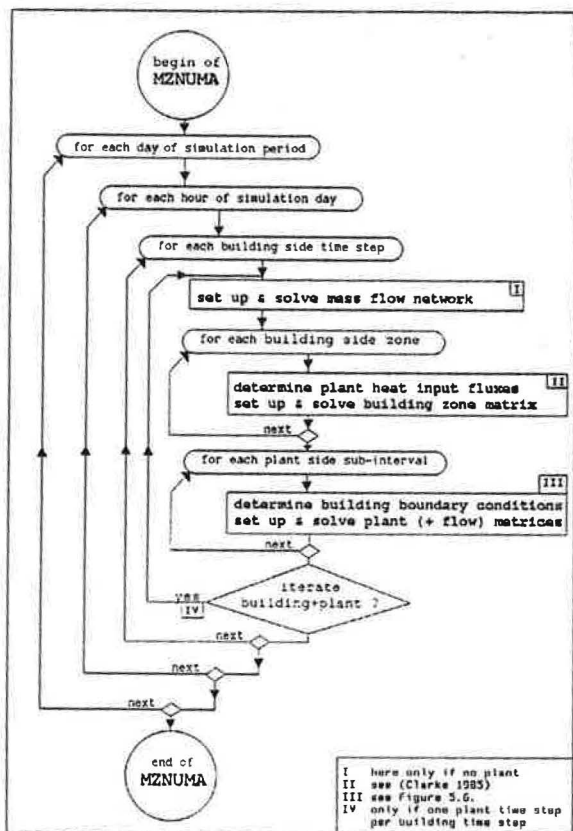 begin of
MZNUMA
for each day of simulation period
for each hour of simulation day
for each building side time step
I
set up & solve mass flow network
for each building side zone
II
determine plant heat input fluxes
set up & solve building zone matrix
next
for each plant side sub-interval
III
determine building boundary conditions
set up & solve plant (+ flow) matrices
next
iterate
building+plant ?
yes
IV
next
next
next
end of
MZNUMA
I here only if no plant
II see (Clarke 1985)
III see Figure 5.6.
IV only if one plant time step
per building time step